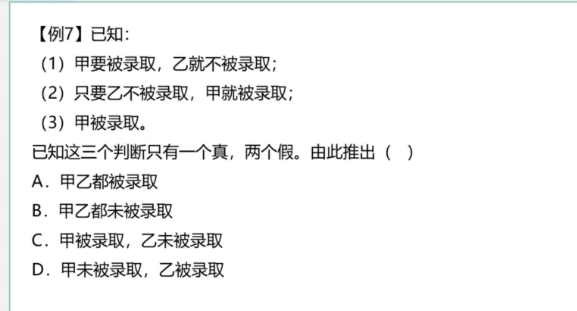 【例7】已知：
（1）甲要被录取，乙就不被录取；
（2）只要乙不被录取，甲就被录取；
（3）甲被录取。
已知这三个判断只有一个真，两个假。由此推出（  ）
A．甲乙都被录取
B．甲乙都未被录取
C．甲被录取，乙未被录取
D．甲未被录取，乙被录取